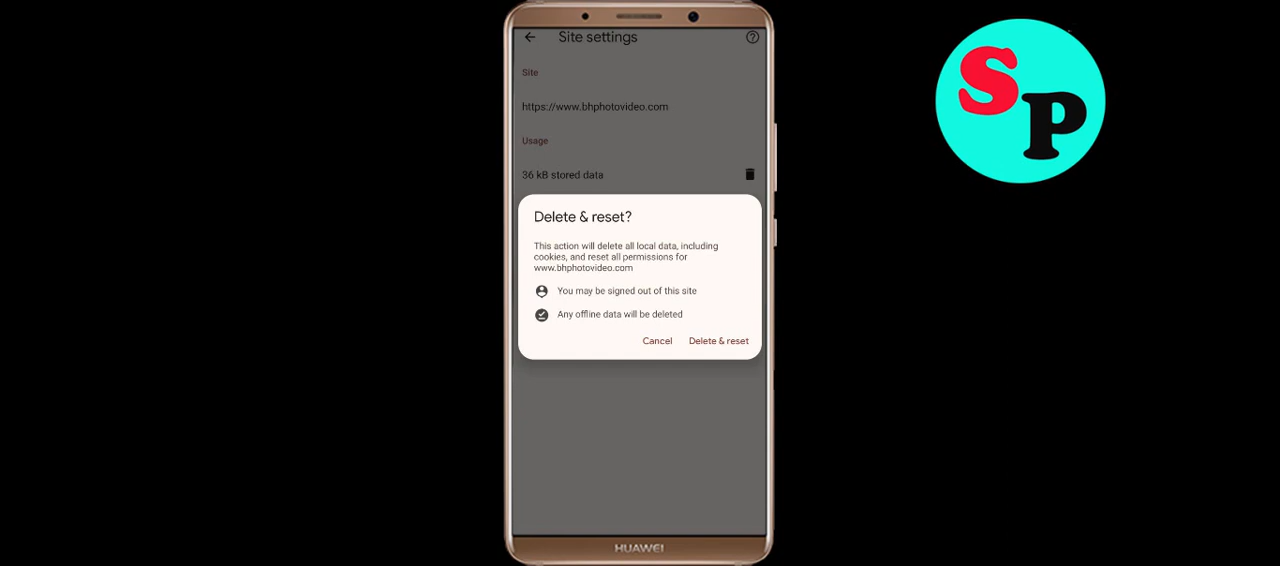 Site settings
Site
https://www.bhphotovideo.com
Usage
36 kB stored data
Delete & reset?
This action will delete all local data, including
cookies, and reset all permissions for
www.bhphotovideo.com
You may be signed out of this site
Any offline data will be deleted
Cancel Delete & reset
HUAWEI
SP